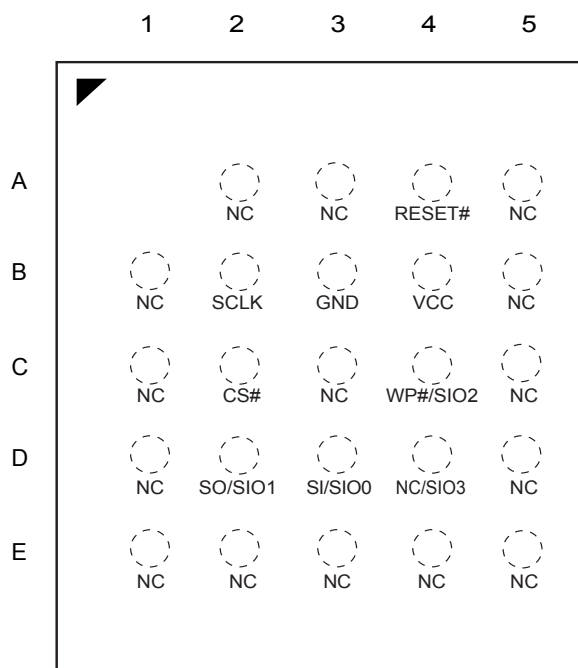 1 2 3 4 5
A
NC NC RESET# NC
B
NC SCLK GND VCC NC
C
NC CS# NC WP#/SIO2 NC
D
NC SO/SIO1 SI/SIO0 NC/SIO3 NC
E
NC NC NC NC NC